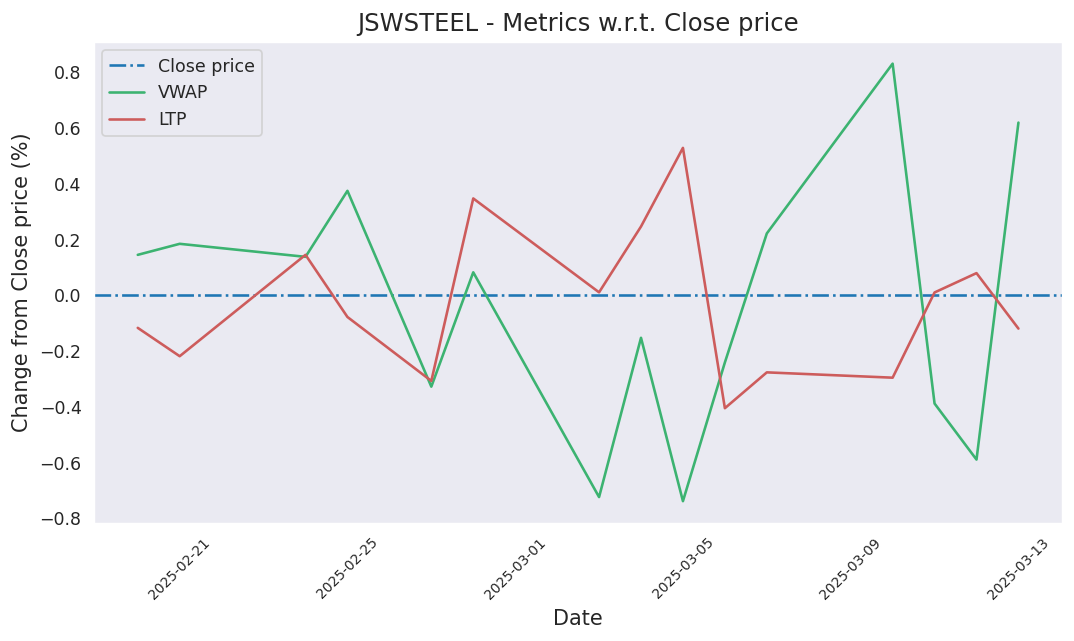 JSWSTEEL - Metrics w.r.t. Close price
Close price
VWAP
LTP
Change from Close price (%)
0.8
0.6
0.4
0.2
0.0
−0.2
−0.4
−0.6
−0.8
2025-02-21
2025-02-25
2025-03-01
2025-03-05
2025-03-09
2025-03-13
Date